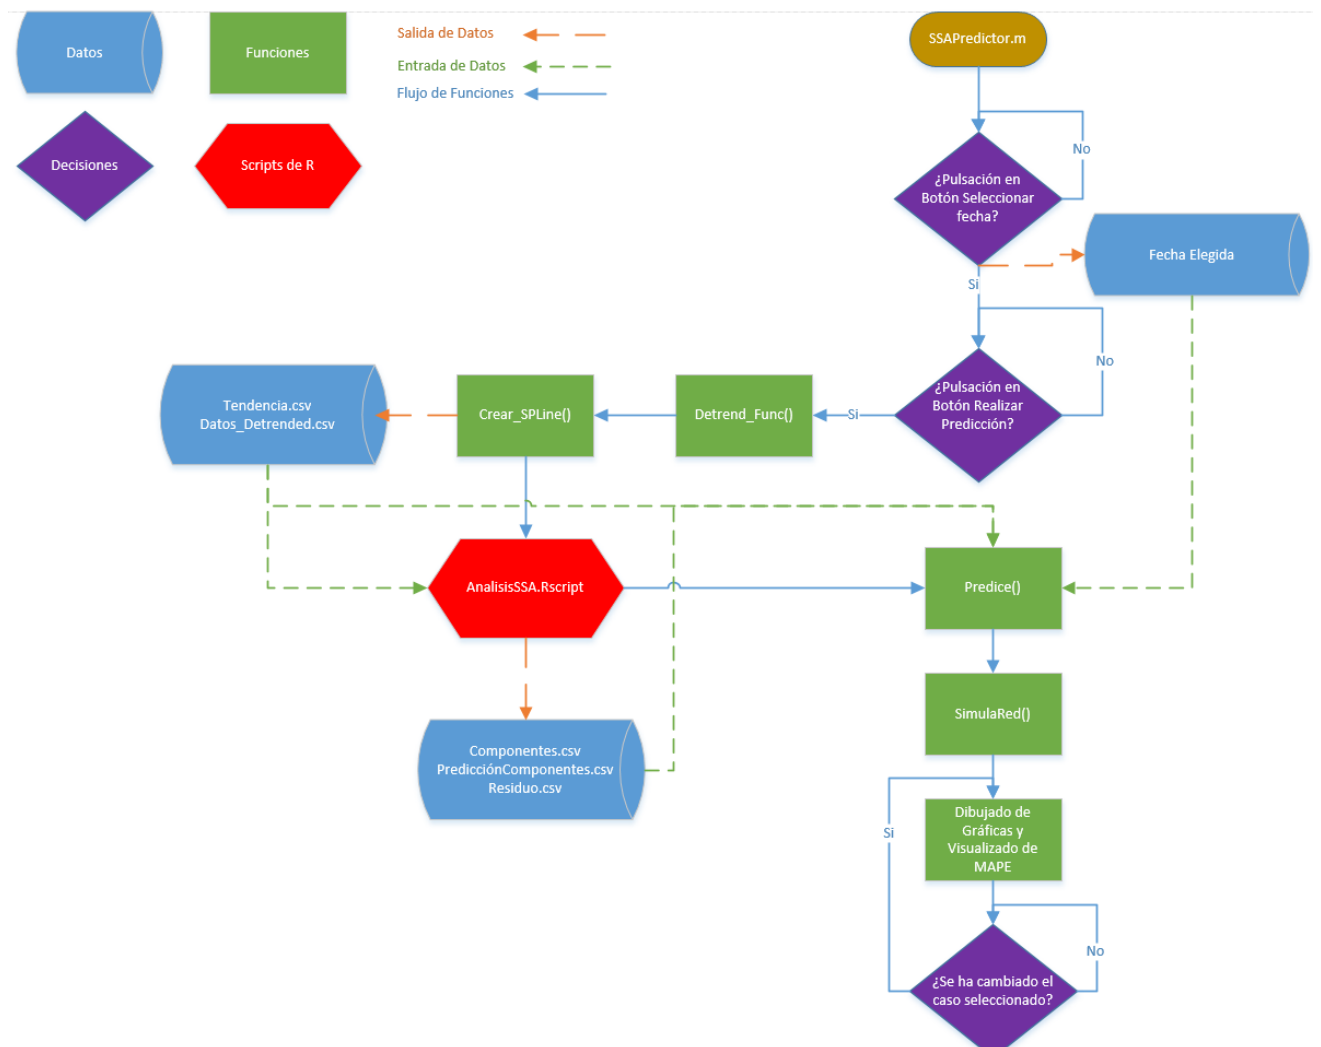 Datos
Funciones
Salida de Datos
Entrada de Datos
Flujo de Funciones
Decisiones
Scripts de R
SSAPredictor.m
No
¿Pulsación en
Botón Seleccionar
fecha?
Fecha Elegida
Si
No
¿Pulsación en
Botón Realizar
Predicción?
Si
Detrend_Func()
Crear_SPLine()
Tendencia.csv
Datos_Detrended.csv
AnalisisSSA.Rscript
Predice()
SimulaRed()
Componentes.csv
PredicciónComponentes.csv
Residuo.csv
Dibujado de
Gráficas y
Visualizado de
MAPE
Si
No
¿Se ha cambiado el
caso seleccionado?